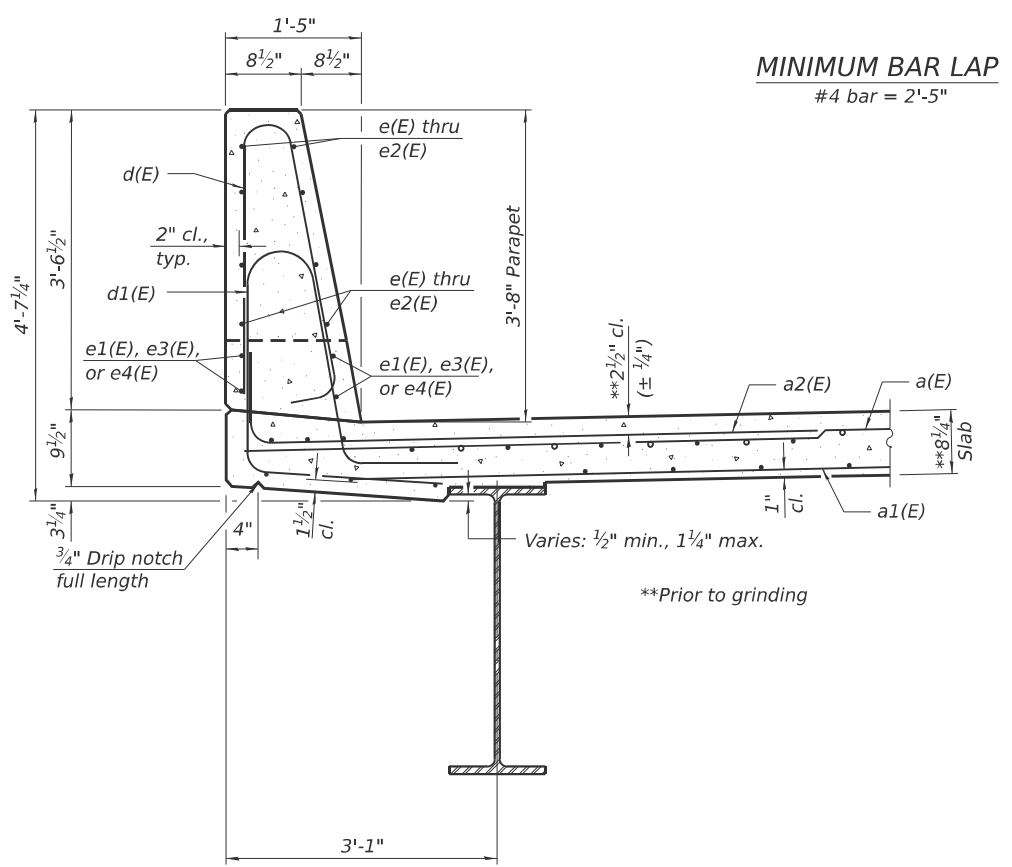 1'-5"
8½" 8½"
MINIMUM BAR LAP
#4 bar = 2'-5"
e(E) thru
e2(E)
d(E)
2" cl.,
typ.
3'-6½"
4'-7¼"
3'-8" Parapet
d1(E)
e(E) thru
e2(E)
e1(E), e3(E),
or e4(E)
e1(E), e3(E),
or e4(E)
**2½" cl.
(± ¼")
a2(E)
a(E)
9½"
**8¼"
Slab
3¼"
4"
1½"
cl.
1"
cl.
a1(E)
¾" Drip notch
full length
Varies: ½" min., 1¼" max.
**Prior to grinding
3'-1"